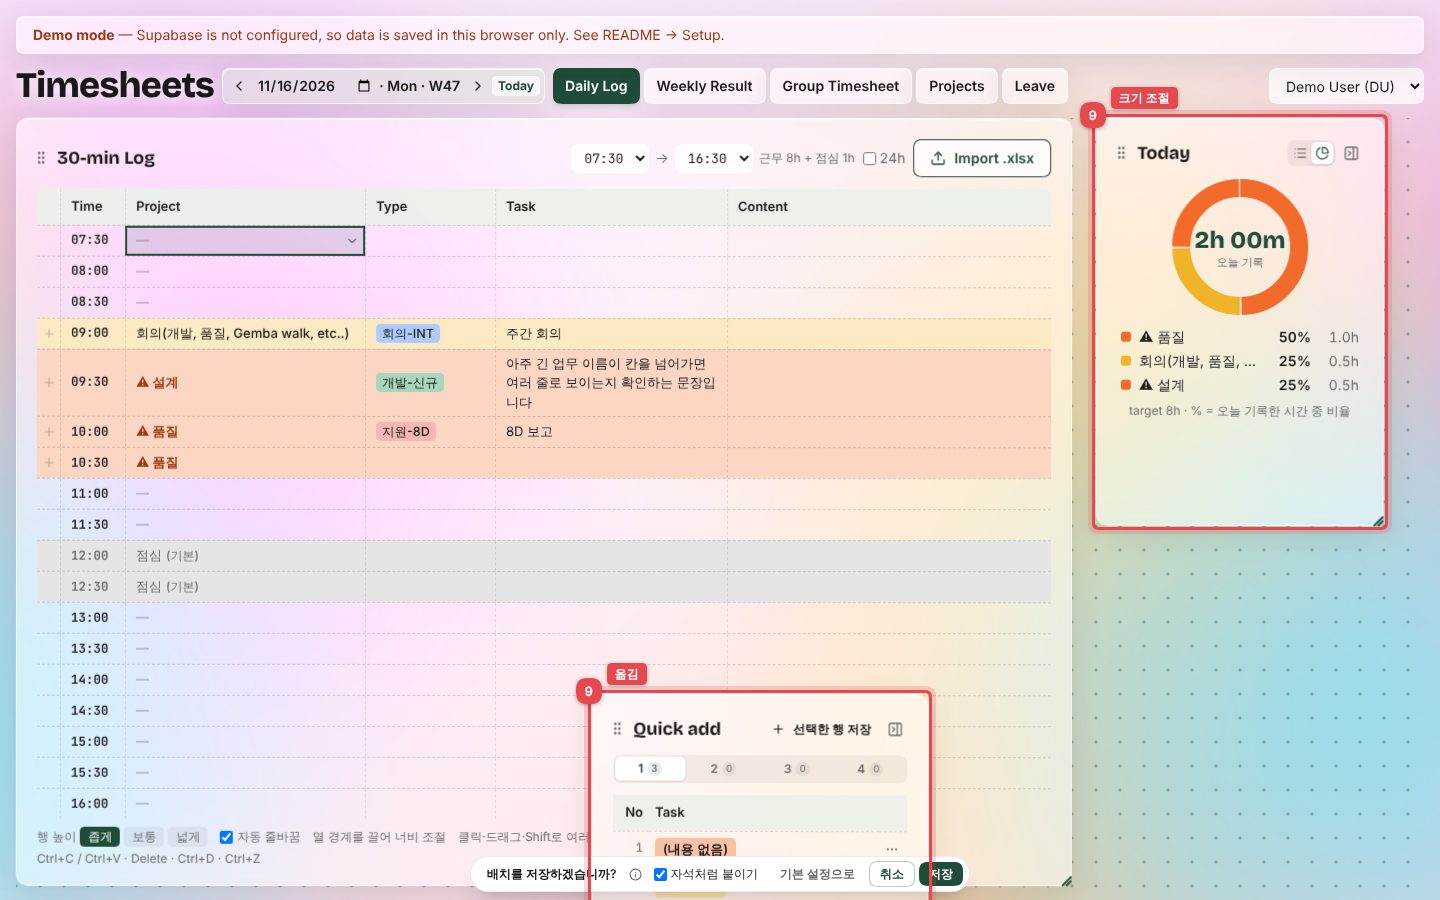 Demo mode — Supabase is not configured, so data is saved in this browser only. See README → Setup.
Timesheets
11/16/2026 · Mon · W47 Today
Daily Log Weekly Result Group Timesheet Projects Leave
Demo User (DU)
30-min Log
07:30 → 16:30 근무 8h + 점심 1h 24h Import .xlsx
Time Project Type Task Content
07:30 —
08:00 —
08:30 —
+ 09:00 회의(개발, 품질, Gemba walk, etc..) 회의-INT 주간 회의
+ 09:30 ⚠ 설계 개발-신규 아주 긴 업무 이름이 칸을 넘어가면
여러 줄로 보이는지 확인하는 문장입
니다
+ 10:00 ⚠ 품질 지원-8D 8D 보고
+ 10:30 ⚠ 품질
11:00 —
11:30 —
12:00 점심 (기본)
12:30 점심 (기본)
13:00 —
13:30 —
14:00 —
14:30 —
15:00 —
15:30 —
16:00 —
행 높이 좁게 보통 넓게 자동 줄바꿈 열 경계를 끌어 너비 조절 클릭·드래그·Shift로 여러
Ctrl+C / Ctrl+V · Delete · Ctrl+D · Ctrl+Z
9 크기 조절
Today
2h 00m
오늘 기록
⚠ 품질 50% 1.0h
회의(개발, 품질, ... 25% 0.5h
⚠ 설계 25% 0.5h
target 8h · % = 오늘 기록한 시간 중 비율
9 옮김
Quick add + 선택한 행 저장
1 3 2 0 3 0 4 0
No Task
1 (내용 없음) ...
배치를 저장하겠습니까? 자석처럼 붙이기 기본 설정으로 취소 저장